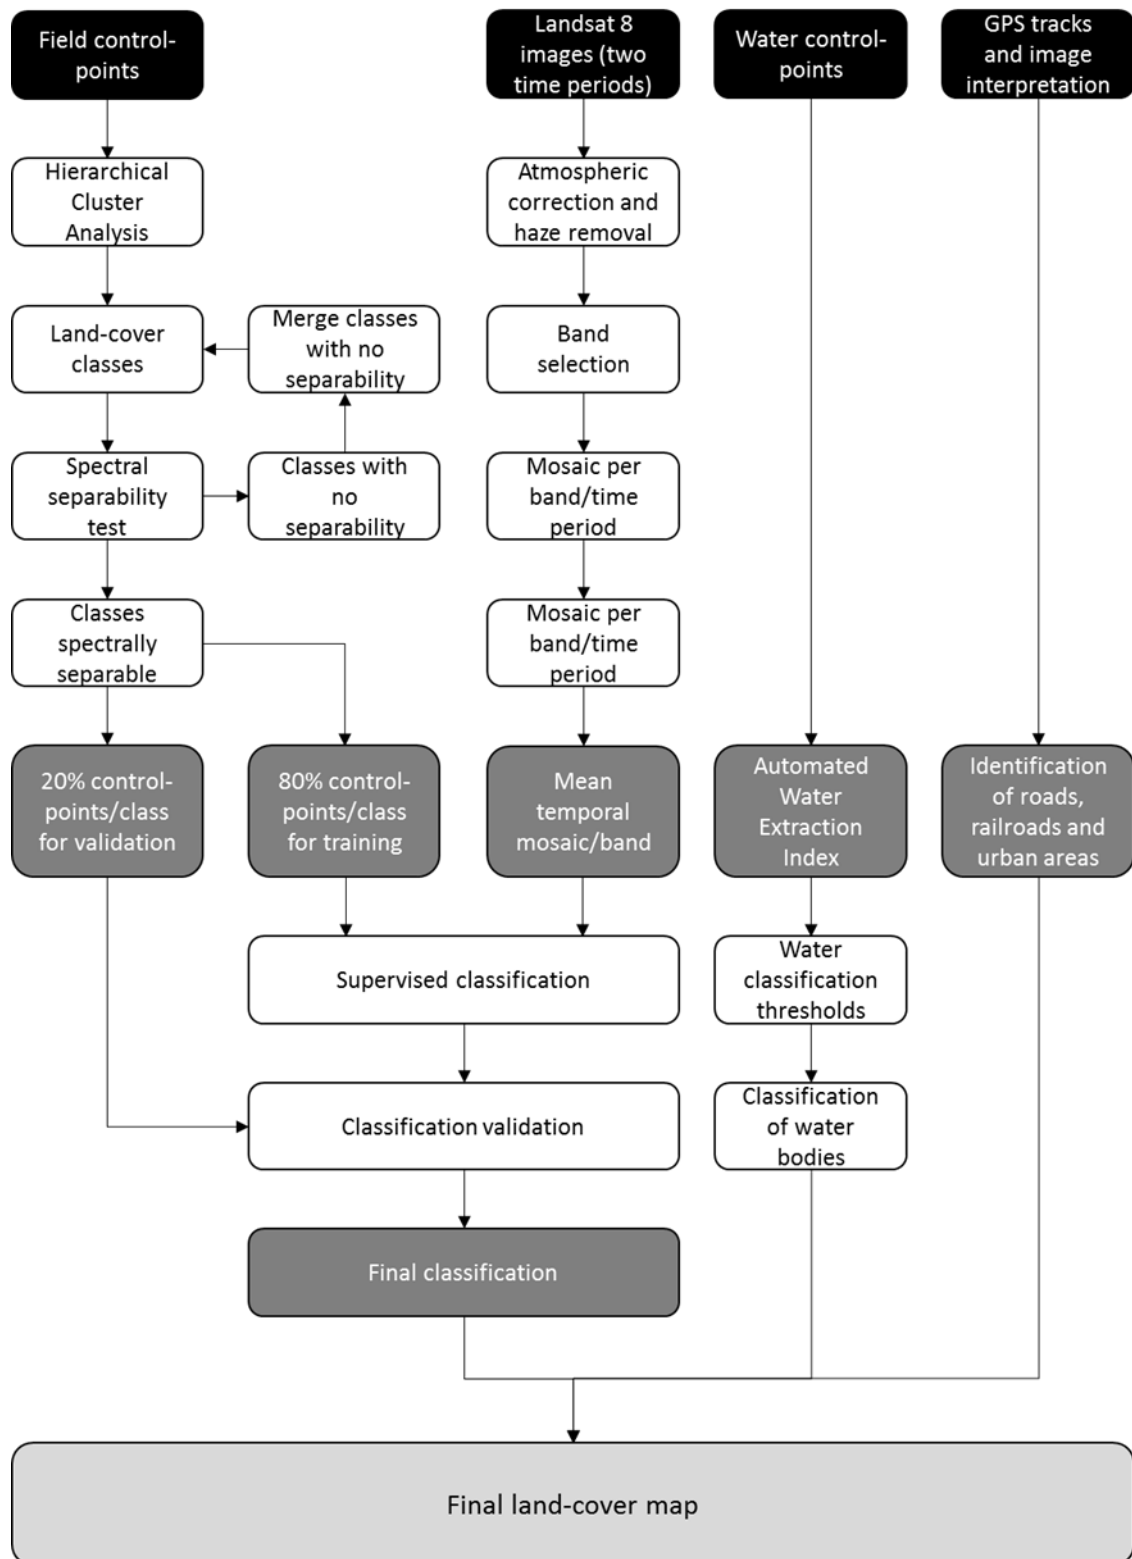 Field control-
points
Landsat 8
images (two
time periods)
Water control-
points
GPS tracks
and image
interpretation
Hierarchical
Cluster
Analysis
Atmospheric
correction and
haze removal
Land-cover
classes
Merge classes
with no
separability
Band
selection
Spectral
separability
test
Classes with
no
separability
Mosaic per
band/time
period
Classes
spectrally
separable
Mosaic per
band/time
period
20% control-
points/class
for validation
80% control-
points/class
for training
Mean
temporal
mosaic/band
Automated
Water
Extraction
Index
Identification
of roads,
railroads and
urban areas
Supervised classification
Water
classification
thresholds
Classification validation
Classification
of water
bodies
Final classification
Final land-cover map